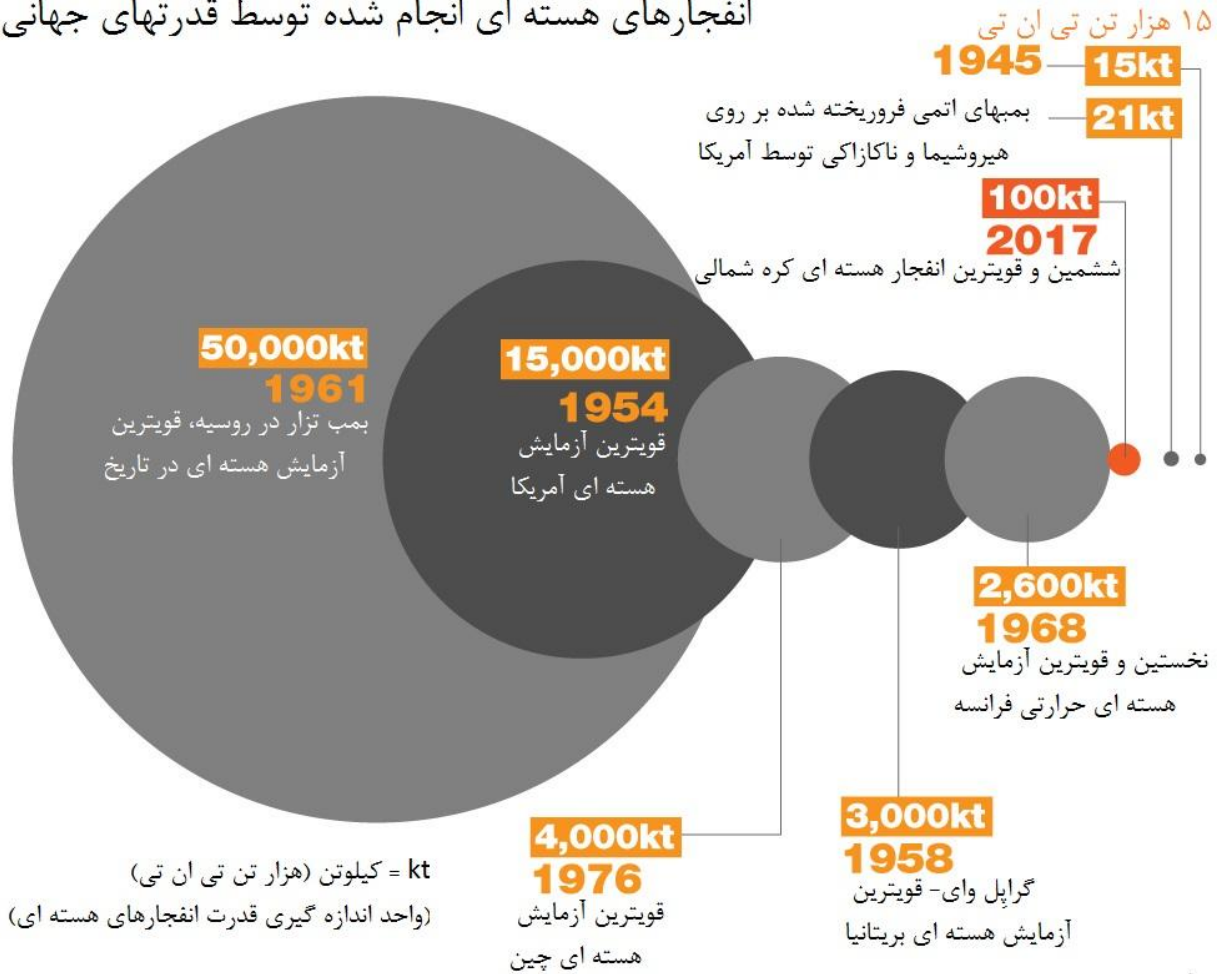 انفجارهای هسته ای انجام شده توسط قدرتهای جهانی
۱۵ هزار تن تی ان تی
15kt
1945
21kt
بمبهای اتمی فروریخته شده بر روی
هیروشیما و ناکازاکی توسط آمریکا
100kt
2017
ششمین و قویترین انفجار هسته ای کره شمالی
50,000kt
1961
بمب تزار در روسیه، قویترین
آزمایش هسته ای در تاریخ
15,000kt
1954
قویترین آزمایش
هسته ای آمریکا
2,600kt
1968
نخستین و قویترین آزمایش
هسته ای حرارتی فرانسه
3,000kt
1958
گراپِل وای- قویترین
آزمایش هسته ای بریتانیا
4,000kt
1976
قویترین آزمایش
هسته ای چین
kt = کیلوتن (هزار تن تی ان تی)
(واحد اندازه گیری قدرت انفجارهای هسته ای)